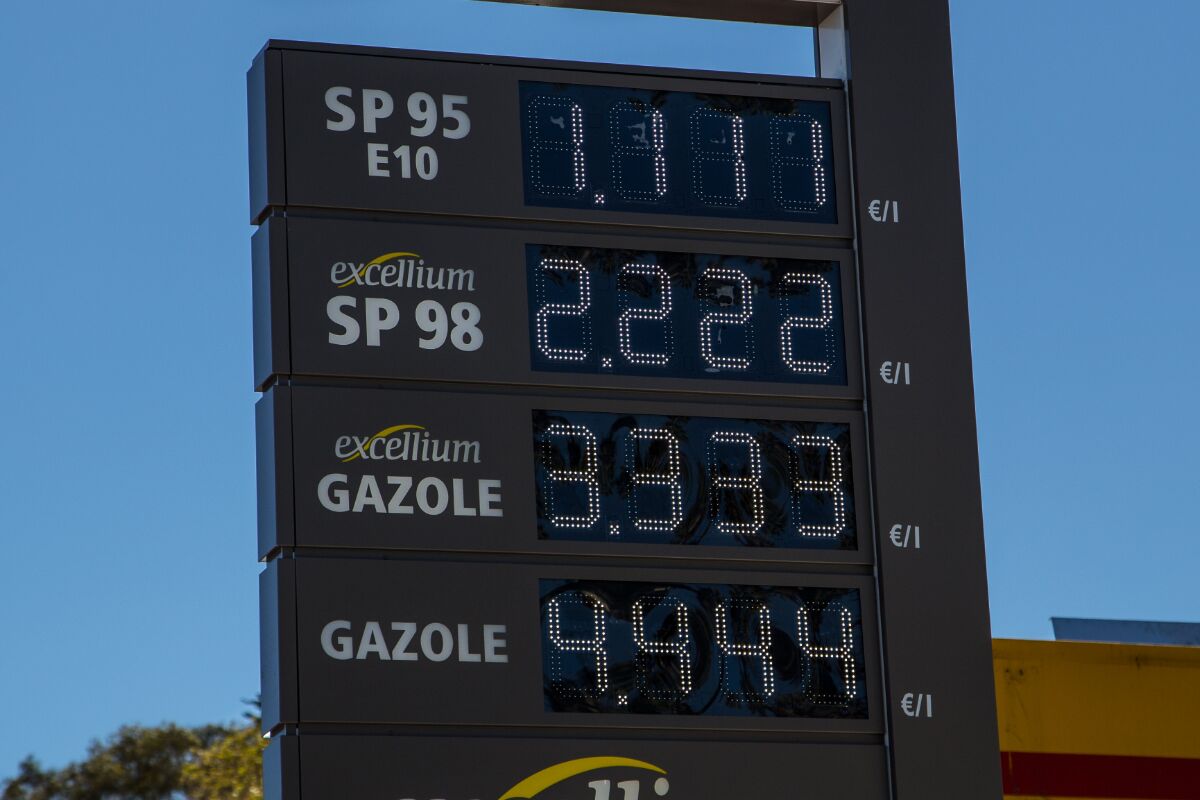 SP 95 1.111
E10
€/l
excellium
SP 98 2.222
€/l
excellium
GAZOLE 3.333
€/l
GAZOLE 4.444
€/l